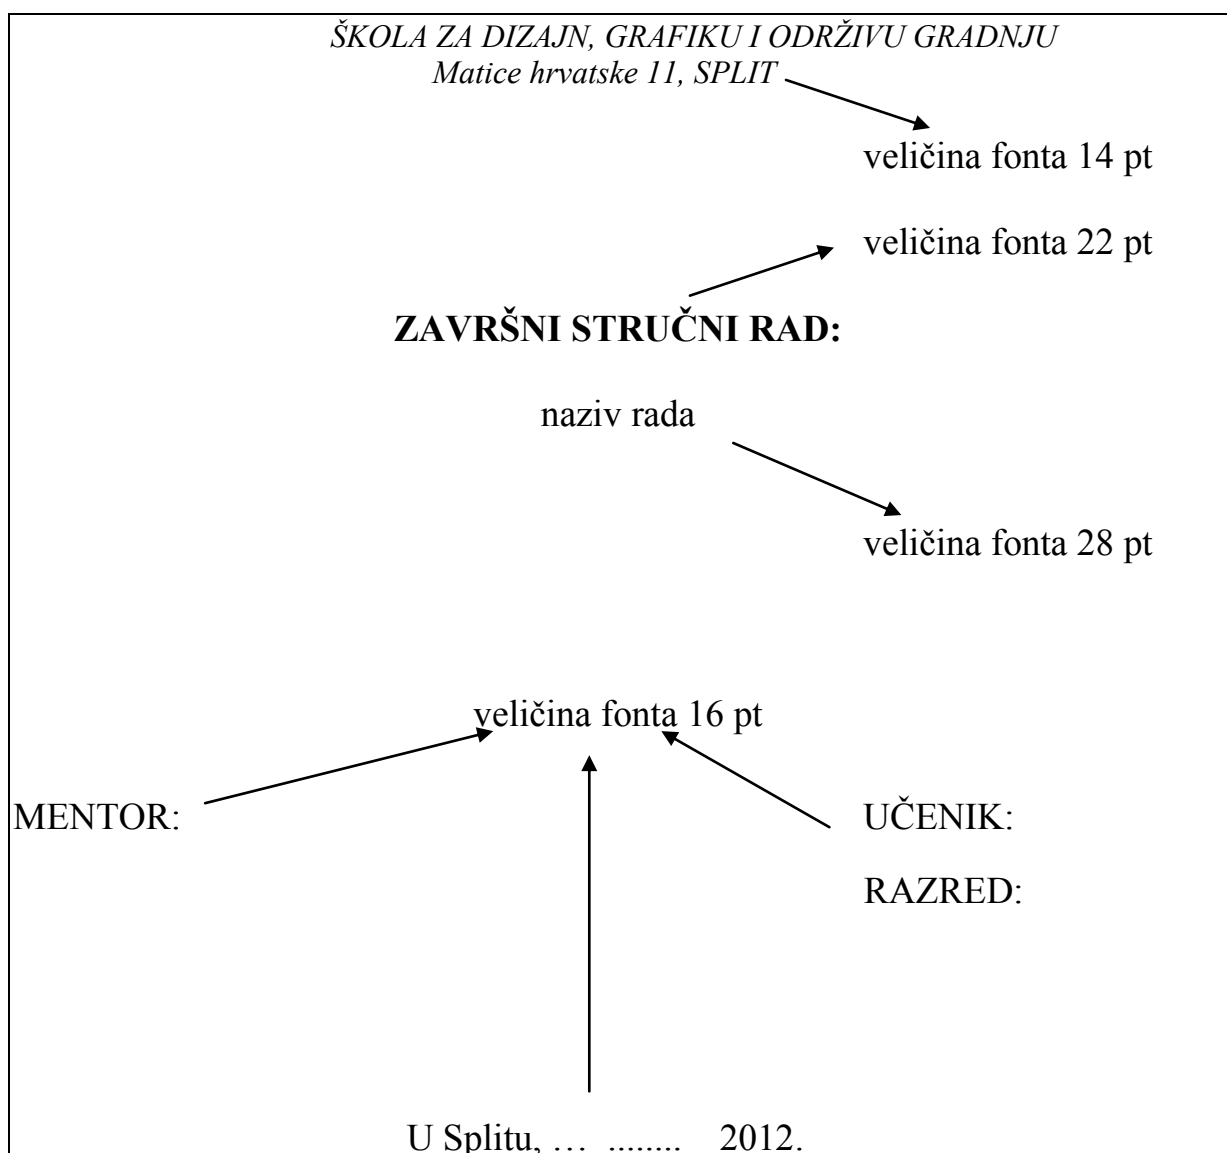 ŠKOLA ZA DIZAJN, GRAFIKU I ODRŽIVU GRADNJU
Matice hrvatske 11, SPLIT
veličina fonta 14 pt
veličina fonta 22 pt
ZAVRŠNI STRUČNI RAD:
naziv rada
veličina fonta 28 pt
veličina fonta 16 pt
MENTOR: UČENIK:
RAZRED:
U Splitu, … ........ 2012.